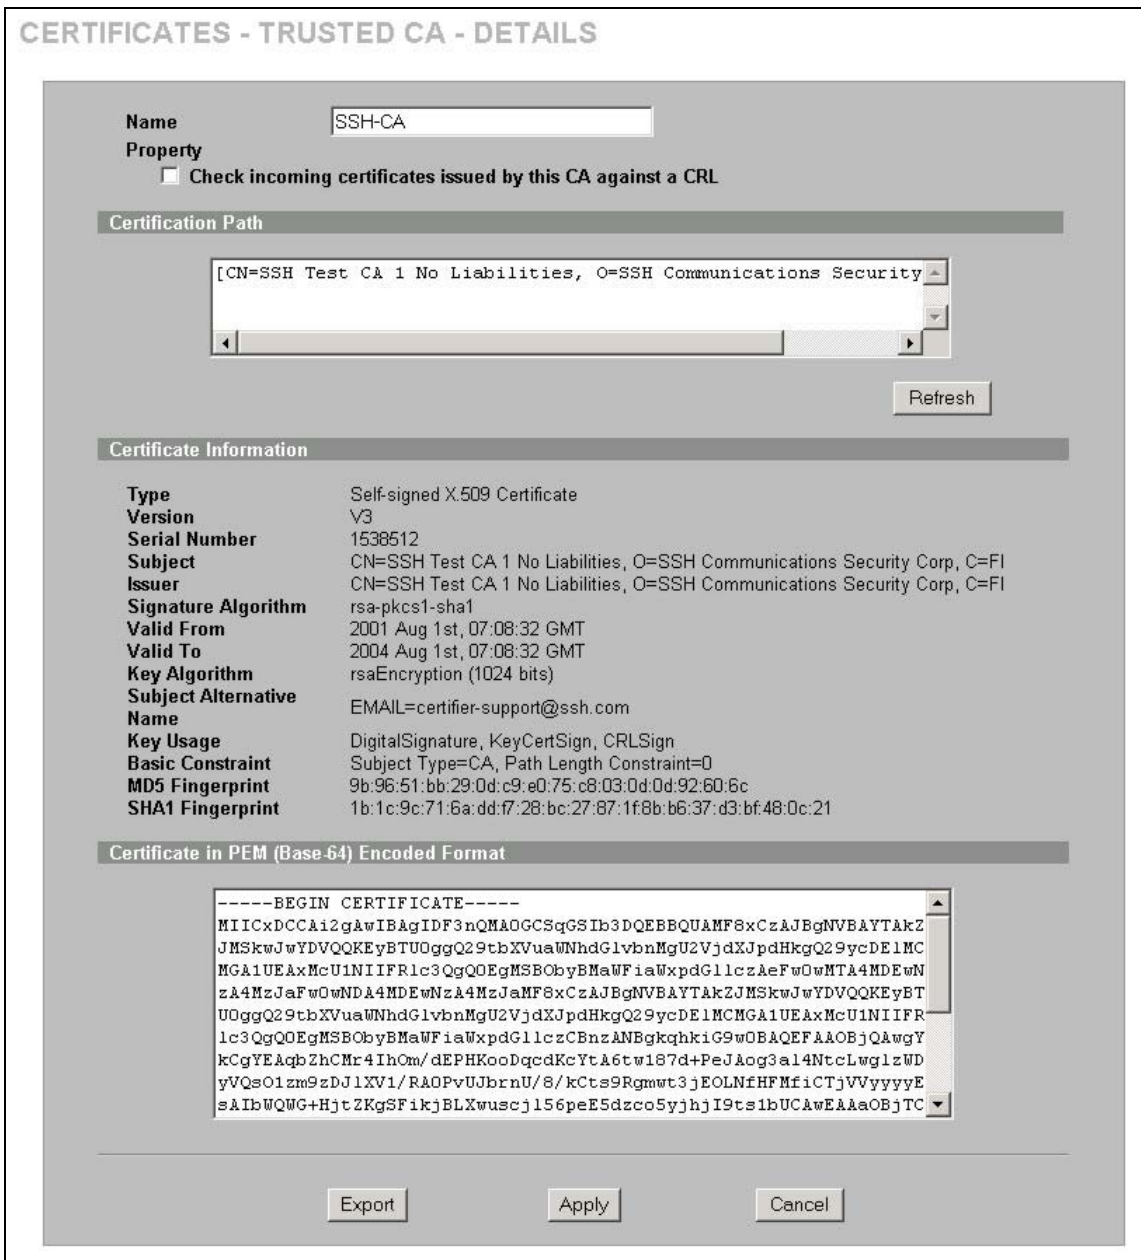 CERTIFICATES - TRUSTED CA - DETAILS
Name SSH-CA
Property
Check incoming certificates issued by this CA against a CRL
Certification Path
[CN=SSH Test CA 1 No Liabilities, O=SSH Communications Security
Refresh
Certificate Information
Type Self-signed X.509 Certificate
Version V3
Serial Number 1538512
Subject CN=SSH Test CA 1 No Liabilities, O=SSH Communications Security Corp, C=FI
Issuer CN=SSH Test CA 1 No Liabilities, O=SSH Communications Security Corp, C=FI
Signature Algorithm rsa-pkcs1-sha1
Valid From 2001 Aug 1st, 07:08:32 GMT
Valid To 2004 Aug 1st, 07:08:32 GMT
Key Algorithm rsaEncryption (1024 bits)
Subject Alternative
Name EMAIL=certifier-support@ssh.com
Key Usage DigitalSignature, KeyCertSign, CRLSign
Basic Constraint Subject Type=CA, Path Length Constraint=0
MD5 Fingerprint 9b:96:51:bb:29:0d:c9:e0:75:c8:03:0d:0d:92:60:6c
SHA1 Fingerprint 1b:1c:9c:71:6a:dd:f7:28:bc:27:87:1f:8b:b6:37:d3:bf:48:0c:21
Certificate in PEM (Base-64) Encoded Format
-----BEGIN CERTIFICATE-----
MIICxDCCAi2gAwIBAgIDF3nQMA0GCSqGSIb3DQEBBQUAMF8xCzAJBgNVBAYTAkZ
JMSkwJwYDVQQKEyBTU0ggQ29tbXVuaWNhdGlvbnMgU2VjdXJpdHkgQ29ycDElMC
MGA1UEAxMcU1NIIFRlc3QgQ0EgMSBObyBMaWFiaWxpdGllczAeFw0wMTA4MDEwN
zA4MzJaFw0wNDA4MDEwNzA4MzJaMF8xCzAJBgNVBAYTAkZJMSkwJwYDVQQKEyBT
U0ggQ29tbXVuaWNhdGlvbnMgU2VjdXJpdHkgQ29ycDElMCMGA1UEAxMcU1NIIFR
lc3QgQ0EgMSBObyBMaWFiaWxpdGllczCBnzANBgkqhkiG9w0BAQEFAAOBjQAwgY
kCgYEAqbZhCMr4IhOm/dEPHKooDqcdKcYtA6tw187d+PeJAog3al4NtcLwglzWD
yVQsO1zm9zDJ1XV1/RAOPvUJbrnU/8/kCts9Rgmwt3jEOLNfHFMfiCTjVVyyyyE
sAIbWQWG+HjtZKgSFikjBLXwuscjl56peE5dzco5yjhjI9ts1bUCAwEAAaOBjTC
Export
Apply
Cancel